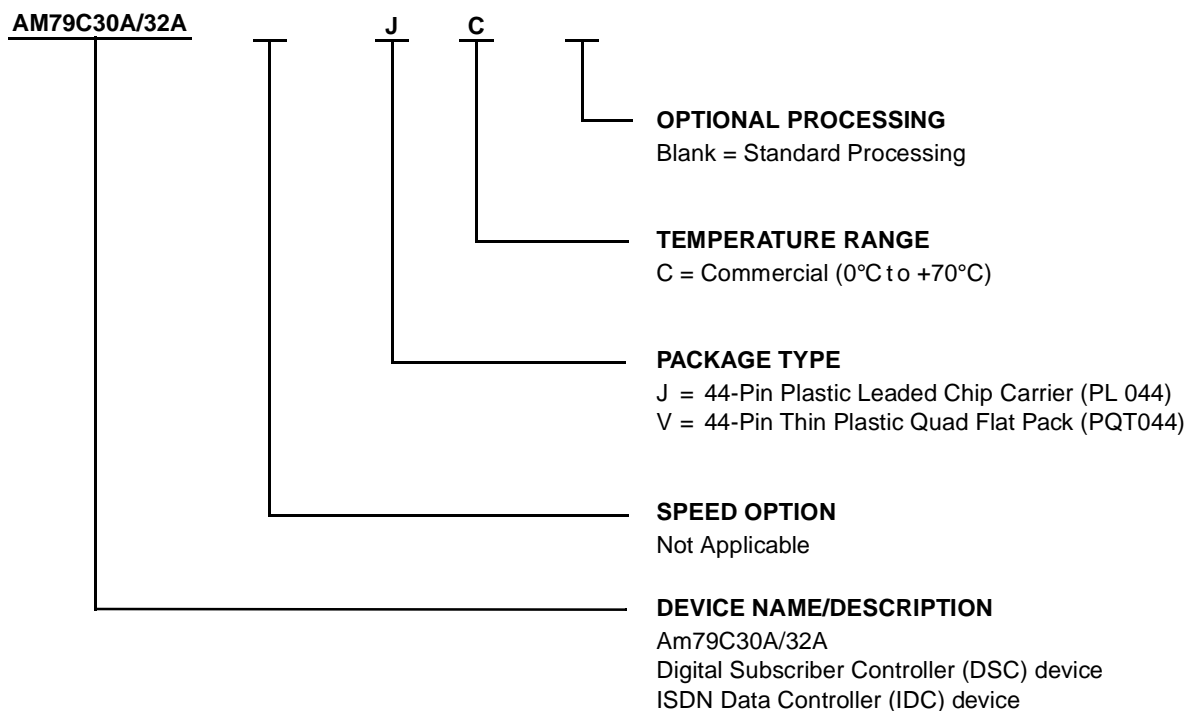 AM79C30A/32A J C
OPTIONAL PROCESSING
Blank = Standard Processing
TEMPERATURE RANGE
C = Commercial (0°C to +70°C)
PACKAGE TYPE
J = 44-Pin Plastic Leaded Chip Carrier (PL 044)
V = 44-Pin Thin Plastic Quad Flat Pack (PQT044)
SPEED OPTION
Not Applicable
DEVICE NAME/DESCRIPTION
Am79C30A/32A
Digital Subscriber Controller (DSC) device
ISDN Data Controller (IDC) device